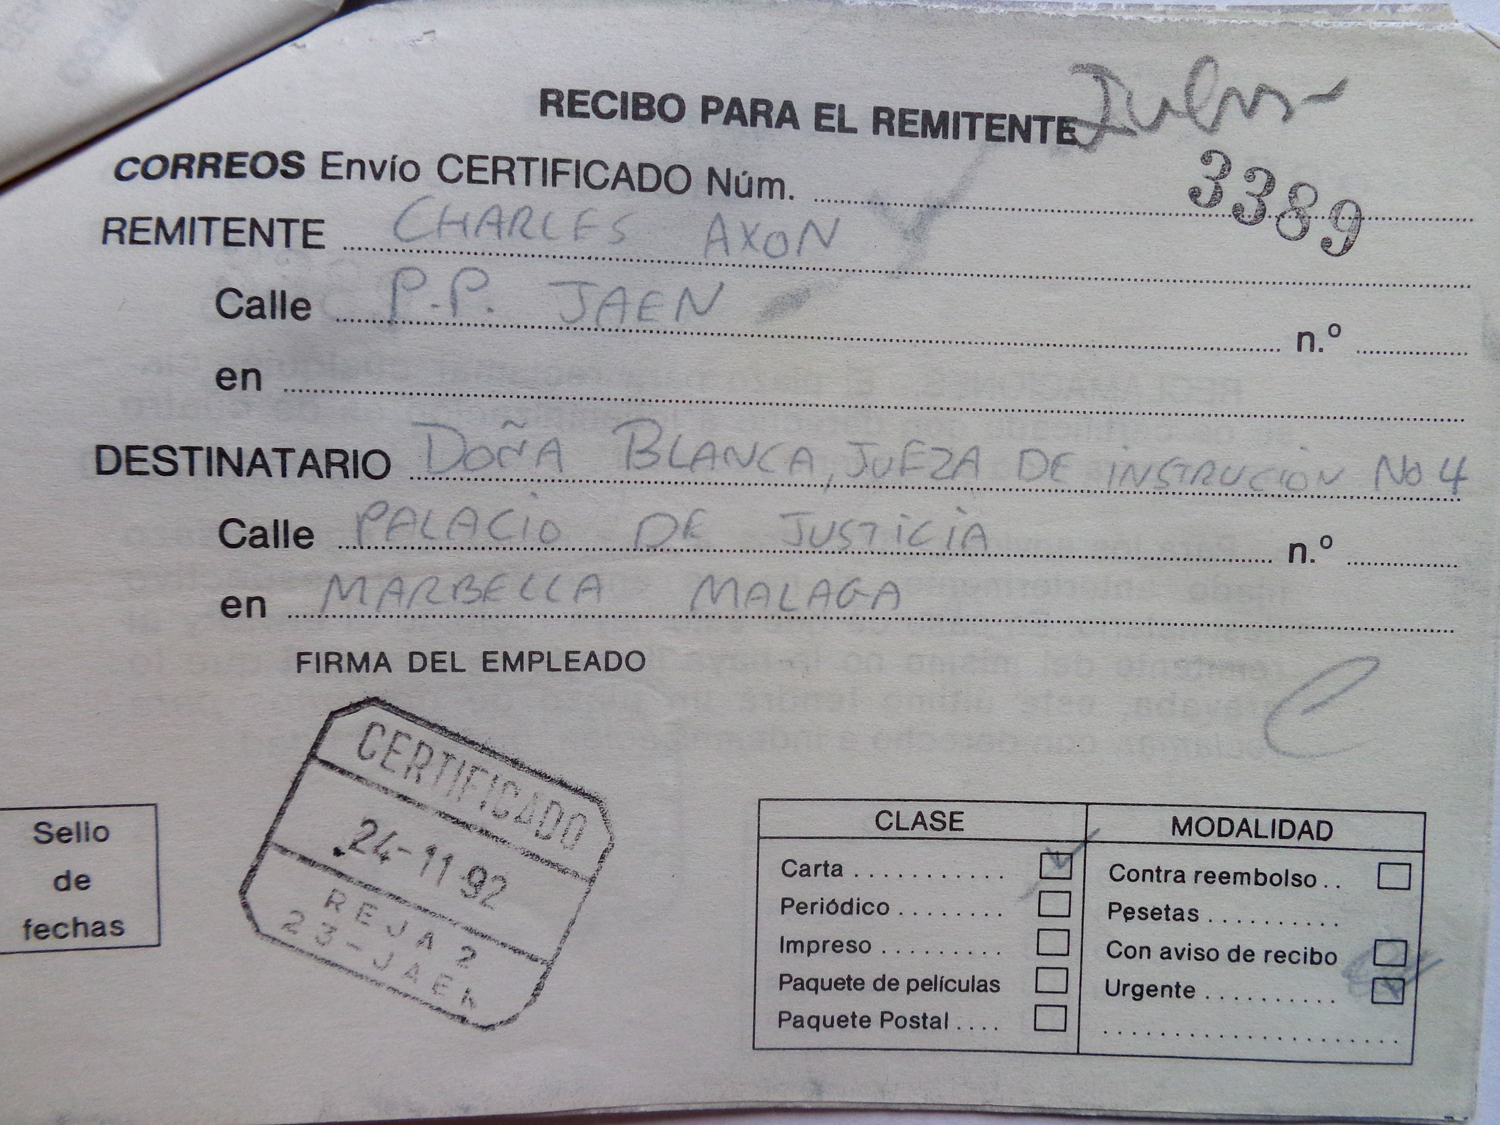 RECIBO PARA EL REMITENTE
CORREOS Envío CERTIFICADO Núm. 3389
REMITENTE CHARLES AXON
Calle P.P. JAEN n.º
en
DESTINATARIO DOÑA BLANCA, JUEZA DE INSTRUCIÓN No 4
Calle PALACIO DE JUSTICIA n.º
en MARBELLA MALAGA
FIRMA DEL EMPLEADO
CERTIFICADO
24-11-92
REJA 2
23-JAEN
Sello
de
fechas
CLASE
Carta
Periódico
Impreso
Paquete de películas
Paquete Postal
MODALIDAD
Contra reembolso
Pesetas
Con aviso de recibo
Urgente